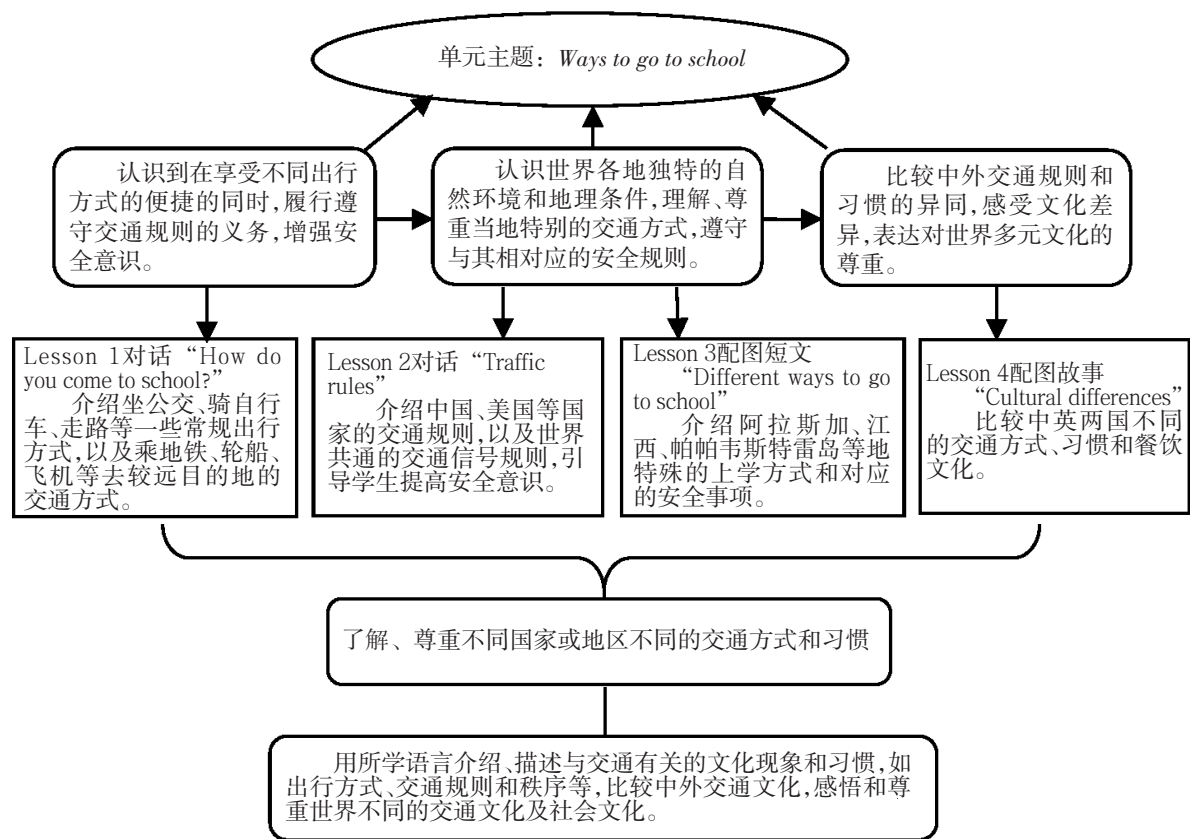 单元主题：Ways to go to school
认识到在享受不同出行
方式的便捷的同时，履行遵
守交通规则的义务，增强安
全意识。
认识世界各地独特的自
然环境和地理条件，理解、尊
重当地特别的交通方式，遵守
与其相对应的安全规则。
比较中外交通规则和
习惯的异同，感受文化差
异，表达对世界多元文化的
尊重。
Lesson 1对话“How do
you come to school?”
介绍坐公交、骑自行
车、走路等一些常规出行
方式，以及乘地铁、轮船、
飞机等去较远目的地的
交通方式。
Lesson 2对话“Traffic
rules”
介绍中国、美国等国
家的交通规则，以及世界
共通的交通信号规则，引
导学生提高安全意识。
Lesson 3配图短文
“Different ways to go
to school”
介绍阿拉斯加、江
西、帕帕韦斯特雷岛等地
特殊的上学方式和对应
的安全事项。
Lesson 4配图故事
“Cultural differences”
比较中英两国不同
的交通方式、习惯和餐饮
文化。
了解、尊重不同国家或地区不同的交通方式和习惯
用所学语言介绍、描述与交通有关的文化现象和习惯，如
出行方式、交通规则和秩序等，比较中外交通文化，感悟和尊
重世界不同的交通文化及社会文化。